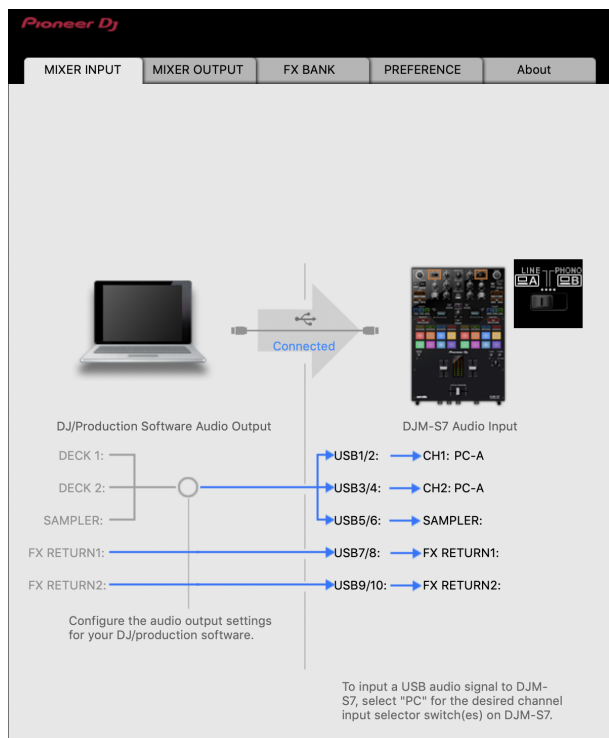 Pioneer Dj
MIXER INPUT
MIXER OUTPUT
FX BANK
PREFERENCE
About
LINE
PHONO
A
B
Connected
DJ/Production Software Audio Output
DJM-S7 Audio Input
DECK 1:
USB1/2:
CH1: PC-A
DECK 2:
USB3/4:
CH2: PC-A
SAMPLER:
USB5/6:
SAMPLER:
FX RETURN1:
USB7/8:
FX RETURN1:
FX RETURN2:
USB9/10:
FX RETURN2:
Configure the audio output settings
for your DJ/production software.
To input a USB audio signal to DJM-
S7, select "PC" for the desired channel
input selector switch(es) on DJM-S7.